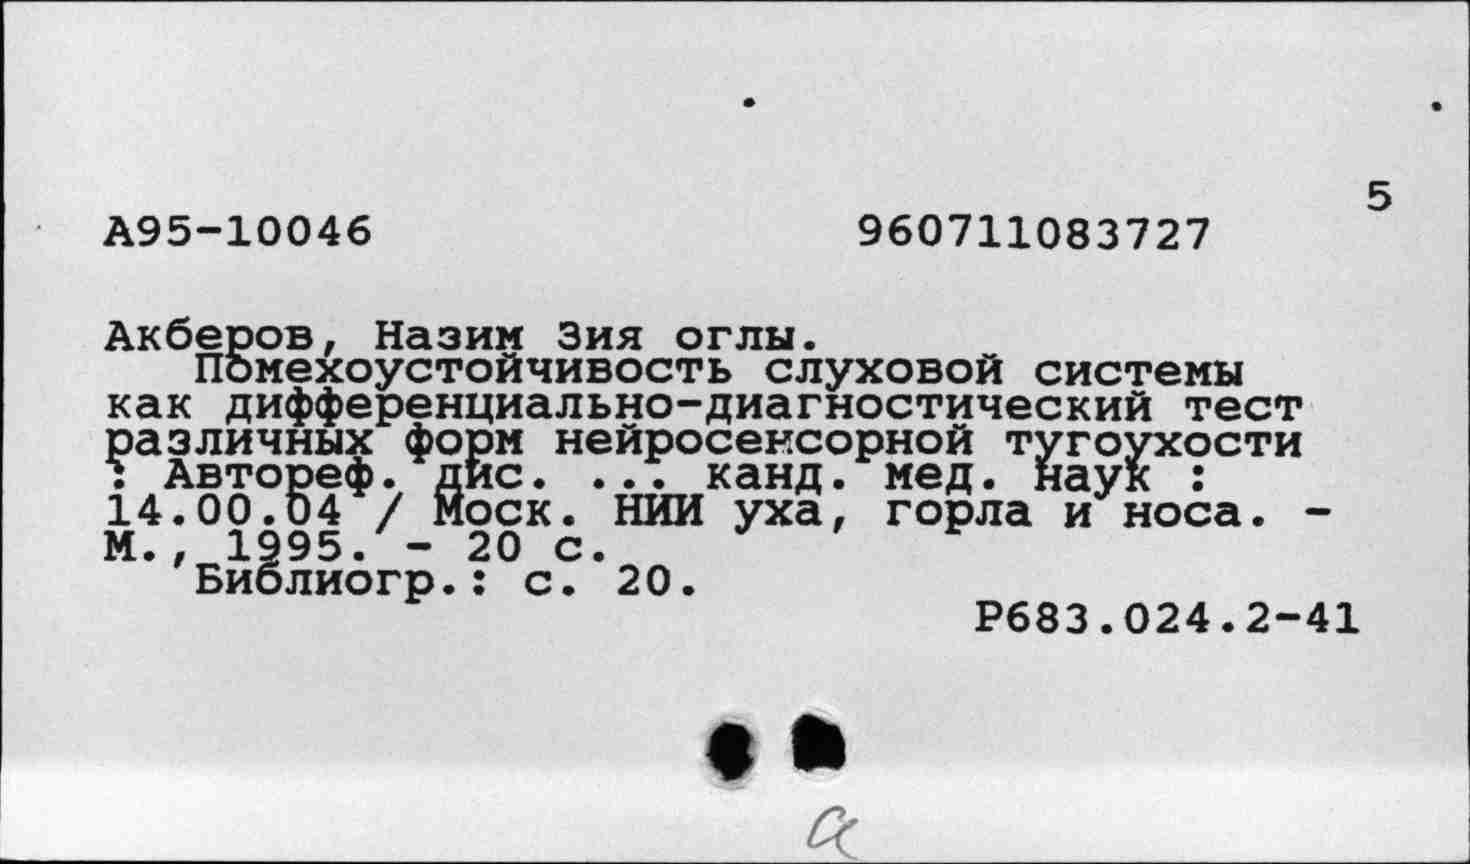 5
А95-10046 960711083727
Акберов, Назим Зия оглы.
Помехоустойчивость слуховой системы
как дифференциально-диагностический тест
различных форм нейросенсорной тугоухости
: Автореф. дис. ... канд. мед. наук :
14.00.04 / Моск. НИИ уха, горла и носа. -
М., 1995. - 20 с.
Библиогр.: с. 20.
Р683.024.2-41